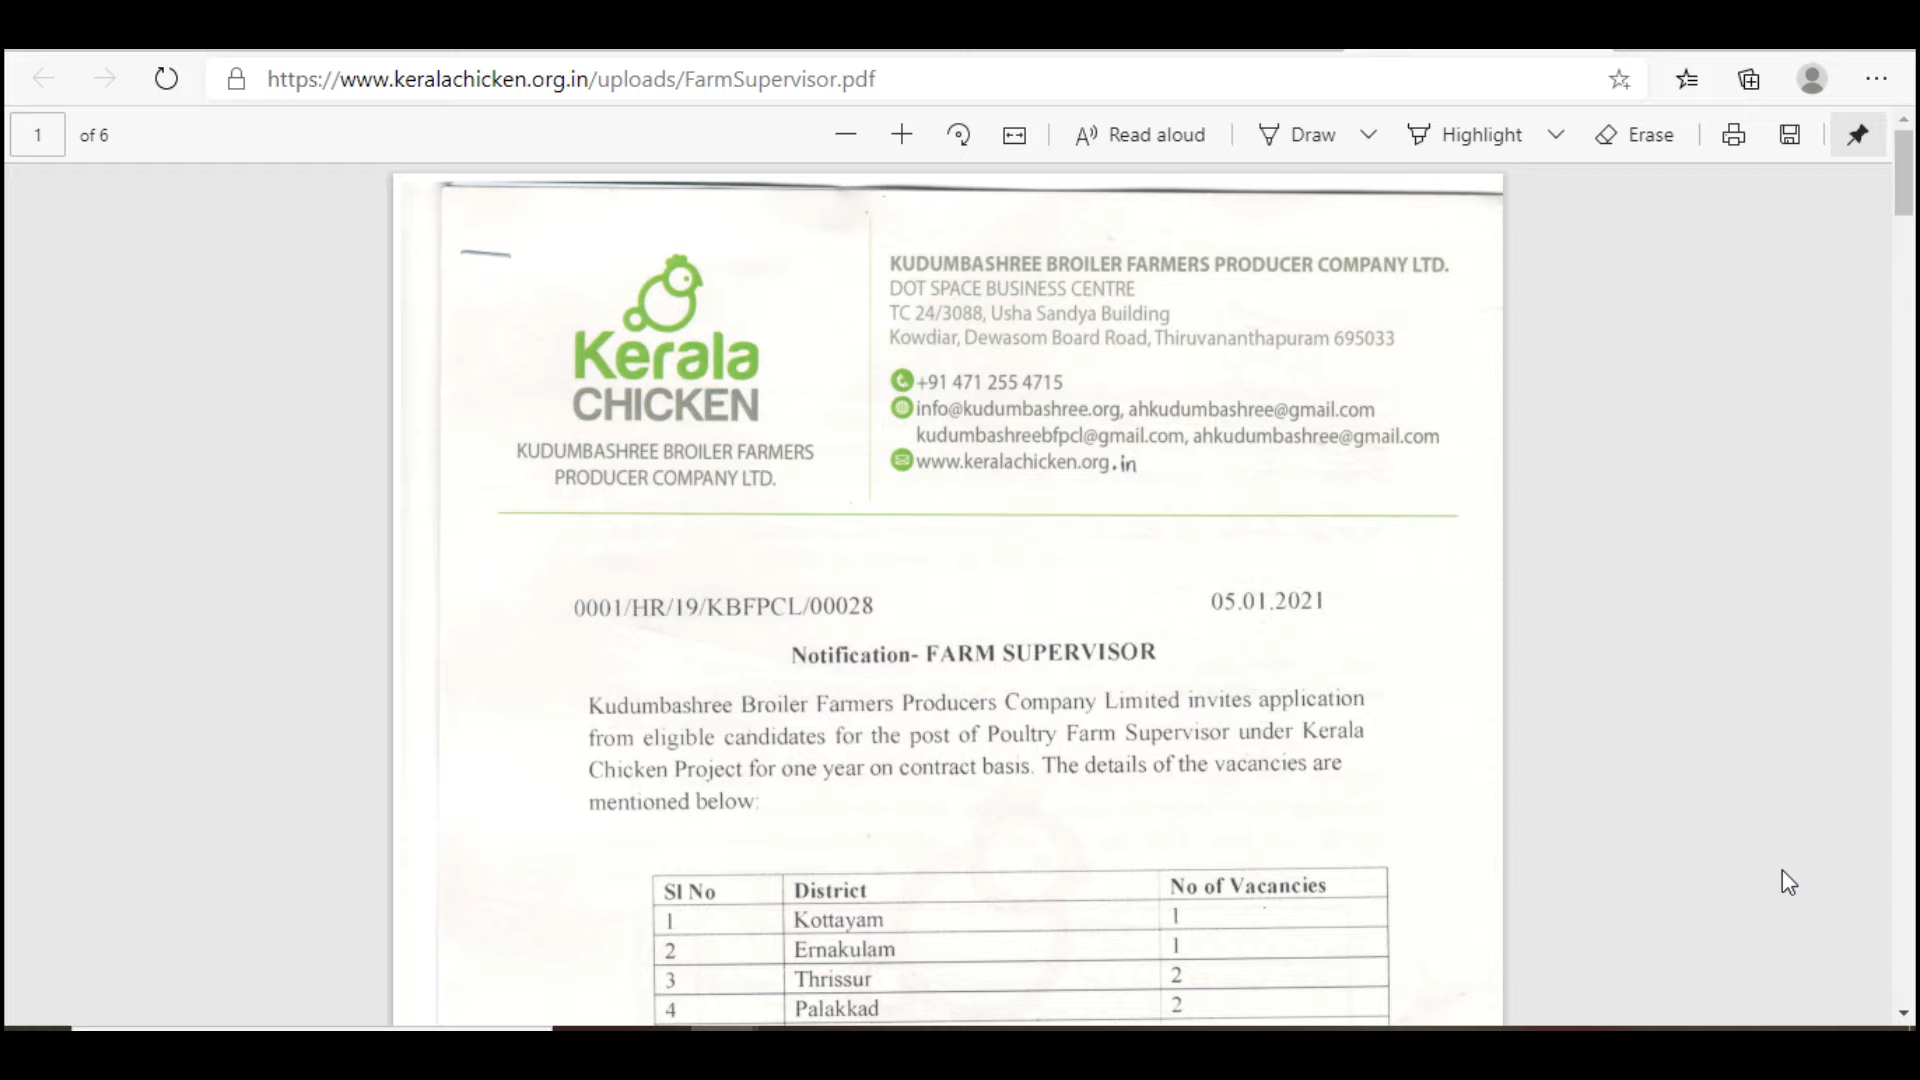 https://www.keralachicken.org.in/uploads/FarmSupervisor.pdf
1 of 6 Read aloud Draw Highlight Erase
Kerala
CHICKEN
KUDUMBASHREE BROILER FARMERS
PRODUCER COMPANY LTD.
KUDUMBASHREE BROILER FARMERS PRODUCER COMPANY LTD.
DOT SPACE BUSINESS CENTRE
TC 24/3088, Usha Sandya Building
Kowdiar, Dewasom Board Road, Thiruvananthapuram 695033
+91 471 255 4715
info@kudumbashree.org, ahkudumbashree@gmail.com
kudumbashreebfpcl@gmail.com, ahkudumbashree@gmail.com
www.keralachicken.org.in
0001/HR/19/KBFPCL/00028 05.01.2021
Notification- FARM SUPERVISOR
Kudumbashree Broiler Farmers Producers Company Limited invites application
from eligible candidates for the post of Poultry Farm Supervisor under Kerala
Chicken Project for one year on contract basis. The details of the vacancies are
mentioned below:
Sl No District No of Vacancies
1 Kottayam 1
2 Ernakulam 1
3 Thrissur 2
4 Palakkad 2